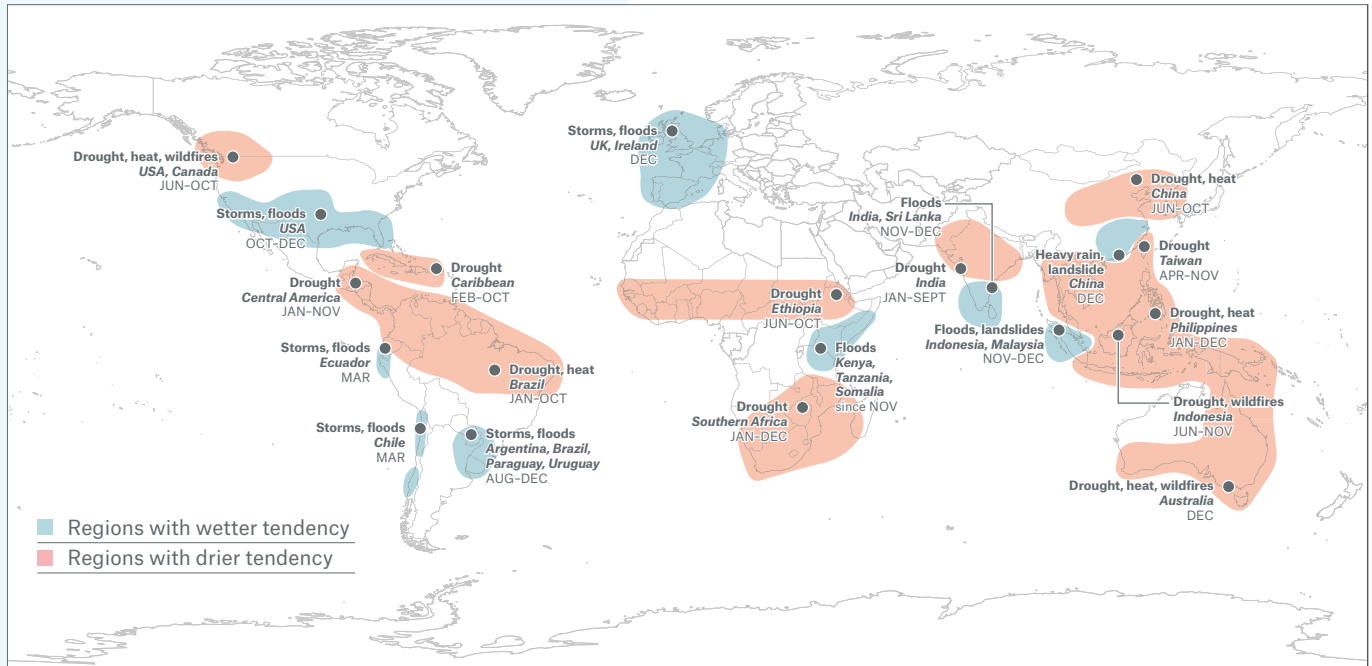 Drought, heat, wildfires
USA, Canada
JUN–OCT
Storms, floods
USA
OCT–DEC
Drought
Caribbean
FEB–OCT
Drought
Central America
JAN–NOV
Storms, floods
Ecuador
MAR
Drought, heat
Brazil
JAN–OCT
Storms, floods
Chile
MAR
Storms, floods
Argentina, Brazil,
Paraguay, Uruguay
AUG–DEC
Storms, floods
UK, Ireland
DEC
Drought
Ethiopia
JUN–OCT
Floods
Kenya,
Tanzania,
Somalia
since NOV
Drought
Southern Africa
JAN–DEC
Floods
India, Sri Lanka
NOV–DEC
Drought
India
JAN–SEPT
Floods, landslides
Indonesia, Malaysia
NOV–DEC
Drought, heat
China
JUN–OCT
Heavy rain,
landslide
China
DEC
Drought
Taiwan
APR–NOV
Drought, heat
Philippines
JAN–DEC
Drought, wildfires
Indonesia
JUN–NOV
Drought, heat, wildfires
Australia
DEC
Regions with wetter tendency
Regions with drier tendency